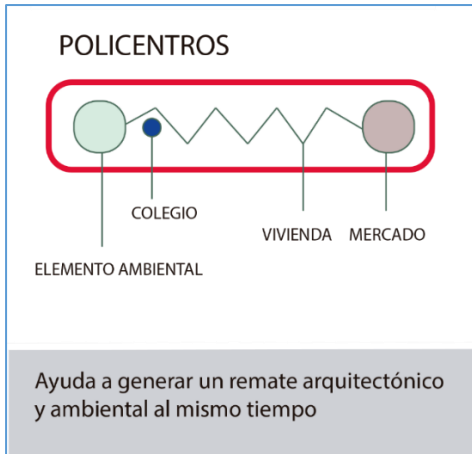 POLICENTROS
COLEGIO
VIVIENDA
MERCADO
ELEMENTO AMBIENTAL
Ayuda a generar un remate arquitectónico
y ambiental al mismo tiempo